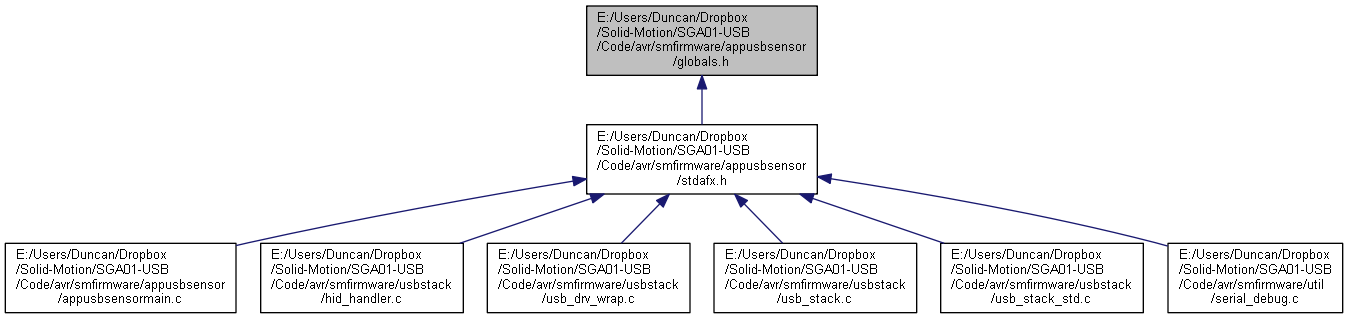 E:/Users/Duncan/Dropbox
/Solid-Motion/SGA01-USB
/Code/avr/smfirmware/appusbsensor
/globals.h
E:/Users/Duncan/Dropbox
/Solid-Motion/SGA01-USB
/Code/avr/smfirmware/appusbsensor
/stdafx.h
E:/Users/Duncan/Dropbox
/Solid-Motion/SGA01-USB
/Code/avr/smfirmware/appusbsensor
/appusbsensormain.c
E:/Users/Duncan/Dropbox
/Solid-Motion/SGA01-USB
/Code/avr/smfirmware/usbstack
/hid_handler.c
E:/Users/Duncan/Dropbox
/Solid-Motion/SGA01-USB
/Code/avr/smfirmware/usbstack
/usb_drv_wrap.c
E:/Users/Duncan/Dropbox
/Solid-Motion/SGA01-USB
/Code/avr/smfirmware/usbstack
/usb_stack.c
E:/Users/Duncan/Dropbox
/Solid-Motion/SGA01-USB
/Code/avr/smfirmware/usbstack
/usb_stack_std.c
E:/Users/Duncan/Dropbox
/Solid-Motion/SGA01-USB
/Code/avr/smfirmware/util
/serial_debug.c